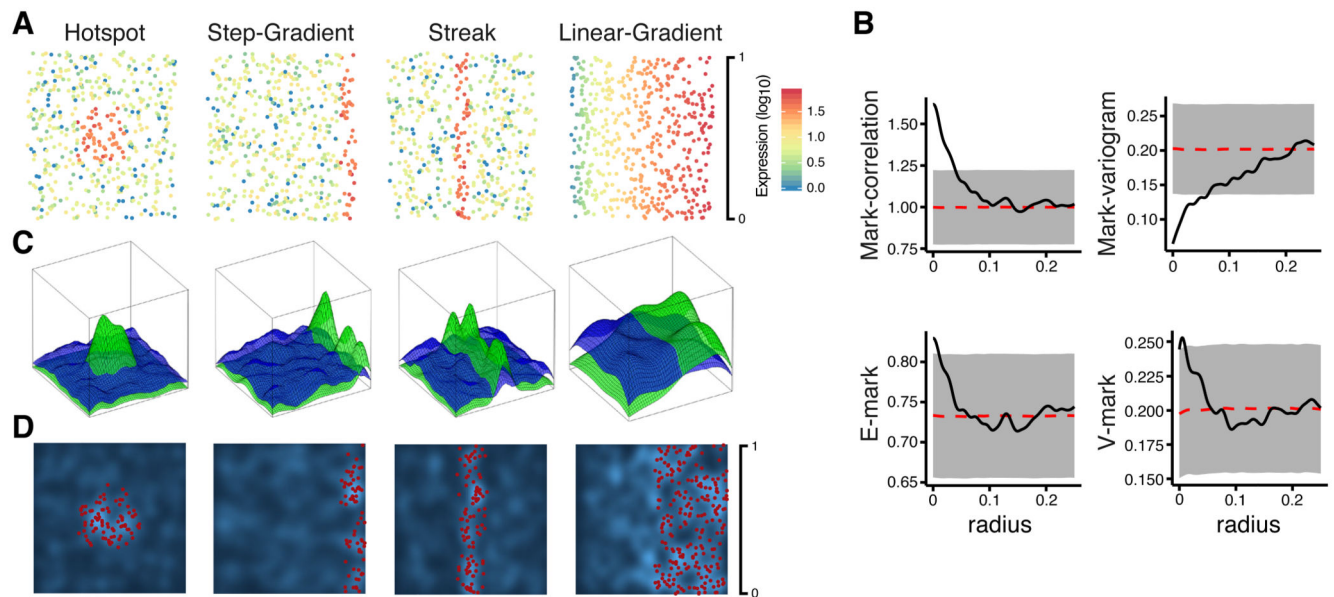 A
Hotspot
Step-Gradient
Streak
Linear-Gradient
1
0
Expression (log10)
1.5
1.0
0.5
0.0
B
Mark-correlation
1.50
1.25
1.00
0.75
0
0.1
0.2
Mark-variogram
0.25
0.20
0.15
0.10
0
0.1
0.2
E-mark
0.80
0.75
0.70
0.65
0
0.1
0.2
radius
V-mark
0.250
0.225
0.200
0.175
0.150
0
0.1
0.2
radius
C
D
1
0